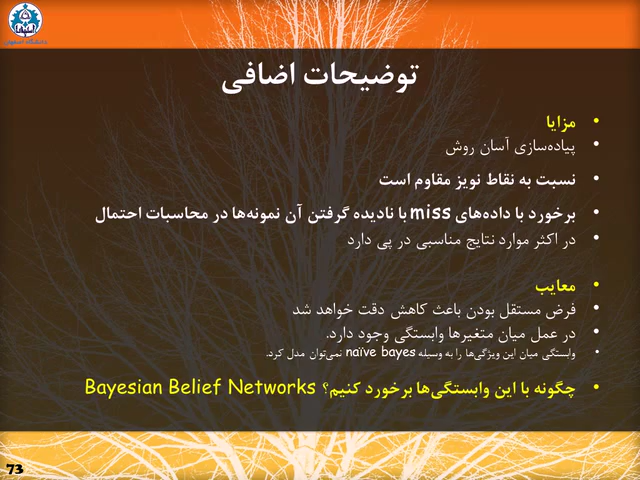 دانشگاه اصفهان
توضیحات اضافی
• مزایا
• پیاده‌سازی آسان روش
• نسبت به نقاط نویز مقاوم است
• برخورد با داده‌های miss با نادیده گرفتن آن نمونه‌ها در محاسبات احتمال
• در اکثر موارد نتایج مناسبی در پی دارد
• معایب
• فرض مستقل بودن باعث کاهش دقت خواهد شد
• در عمل میان متغیرها وابستگی وجود دارد.
• وابستگی میان این ویژگی‌ها را به وسیله naïve bayes نمی‌توان مدل کرد.
• چگونه با این وابستگی‌ها برخورد کنیم؟ Bayesian Belief Networks
73